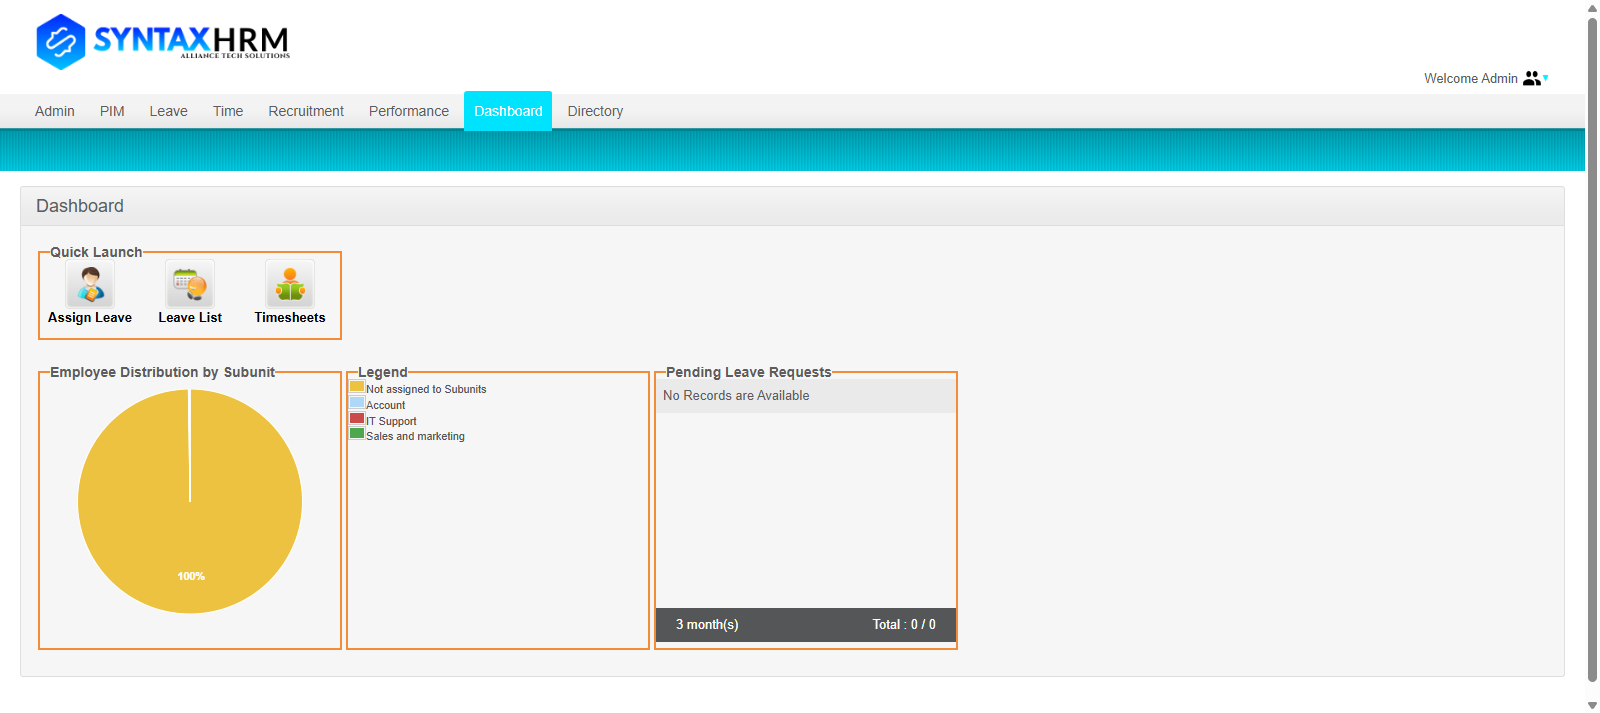 SYNTAXHRM
ALLIANCE TECH SOLUTIONS
Welcome Admin
Admin PIM Leave Time Recruitment Performance Dashboard Directory
Dashboard
Quick Launch
Assign Leave Leave List Timesheets
Employee Distribution by Subunit
100%
Legend
Not assigned to Subunits
Account
IT Support
Sales and marketing
Pending Leave Requests
No Records are Available
3 month(s) Total : 0 / 0